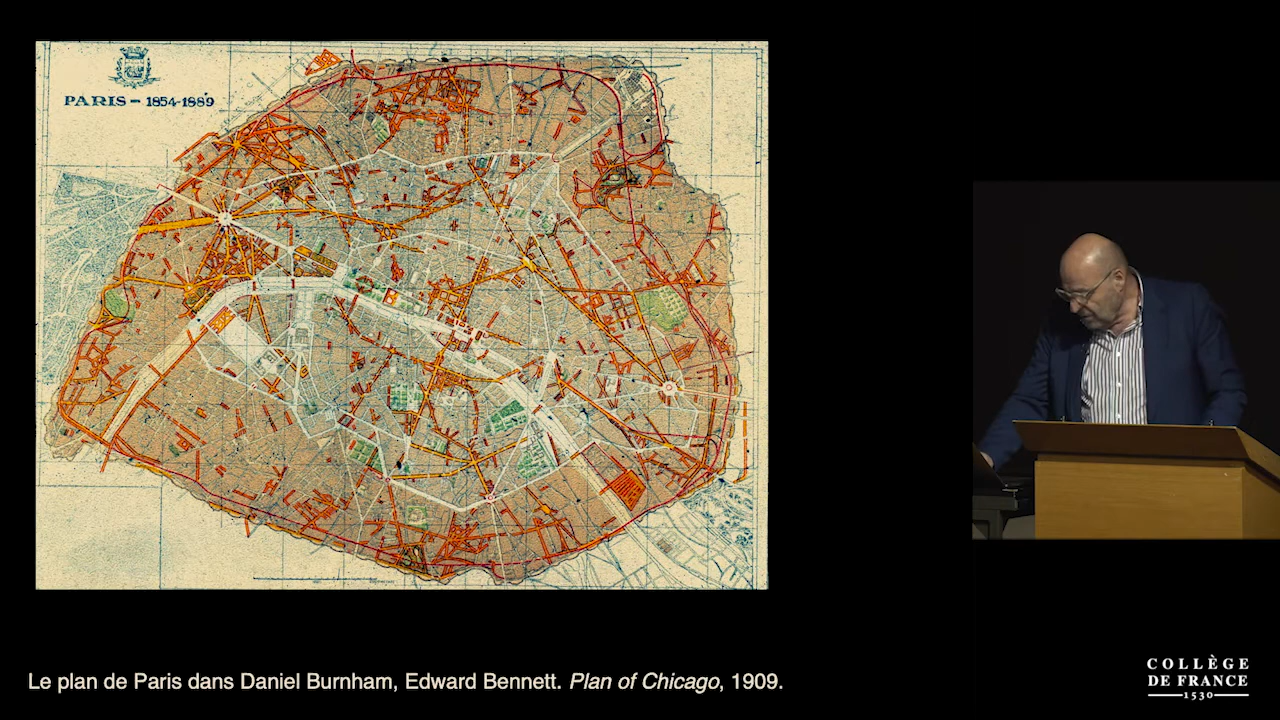 PARIS - 1854-1889
Le plan de Paris dans Daniel Burnham, Edward Bennett. Plan of Chicago, 1909.
COLLÈGE
DE FRANCE
1530